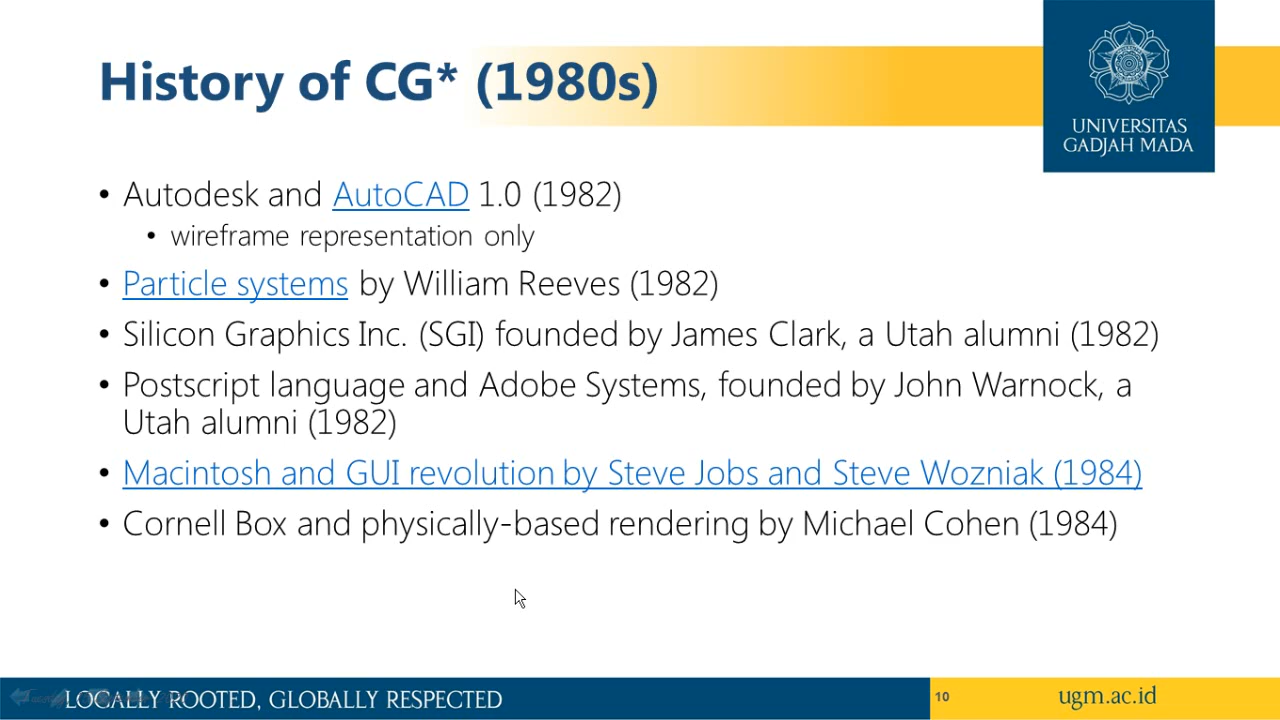 History of CG* (1980s)
UNIVERSITAS
GADJAH MADA
• Autodesk and AutoCAD 1.0 (1982)
• wireframe representation only
• Particle systems by William Reeves (1982)
• Silicon Graphics Inc. (SGI) founded by James Clark, a Utah alumni (1982)
• Postscript language and Adobe Systems, founded by John Warnock, a
Utah alumni (1982)
• Macintosh and GUI revolution by Steve Jobs and Steve Wozniak (1984)
• Cornell Box and physically-based rendering by Michael Cohen (1984)
LOCALLY ROOTED, GLOBALLY RESPECTED
10
ugm.ac.id